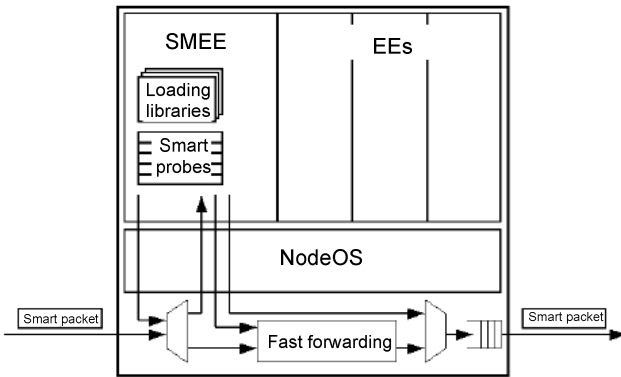 SMEE
EEs
Loading
libraries
Smart
probes
NodeOS
Smart packet
Fast forwarding
Smart packet